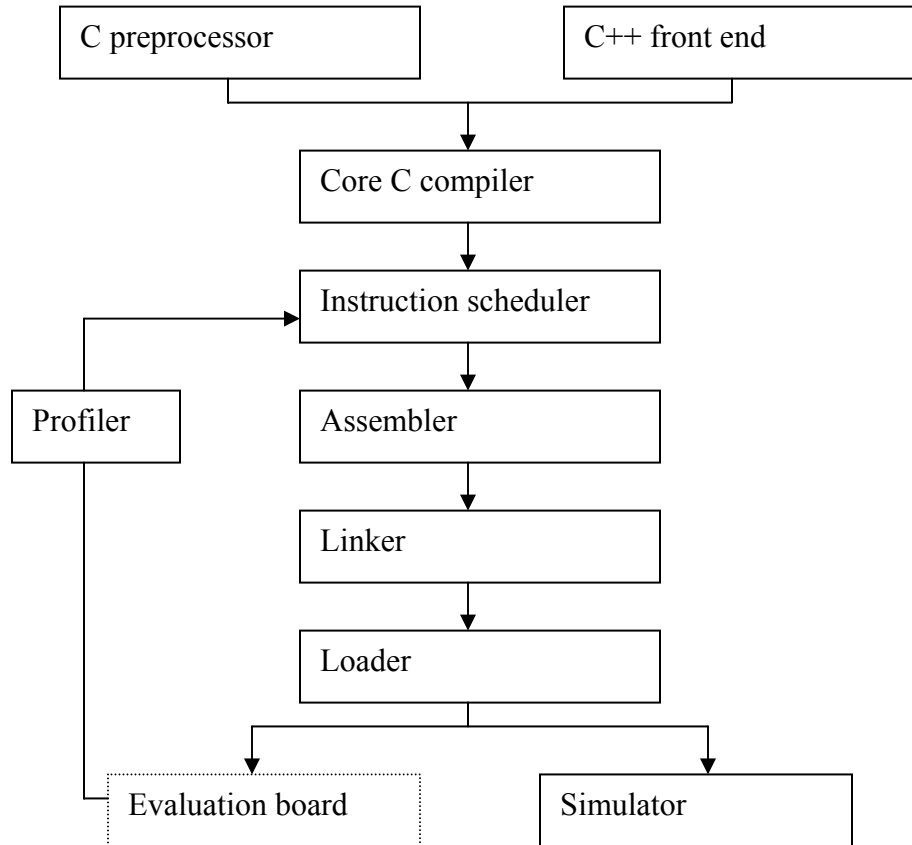 C preprocessor
C++ front end
Core C compiler
Instruction scheduler
Profiler
Assembler
Linker
Loader
Evaluation board
Simulator